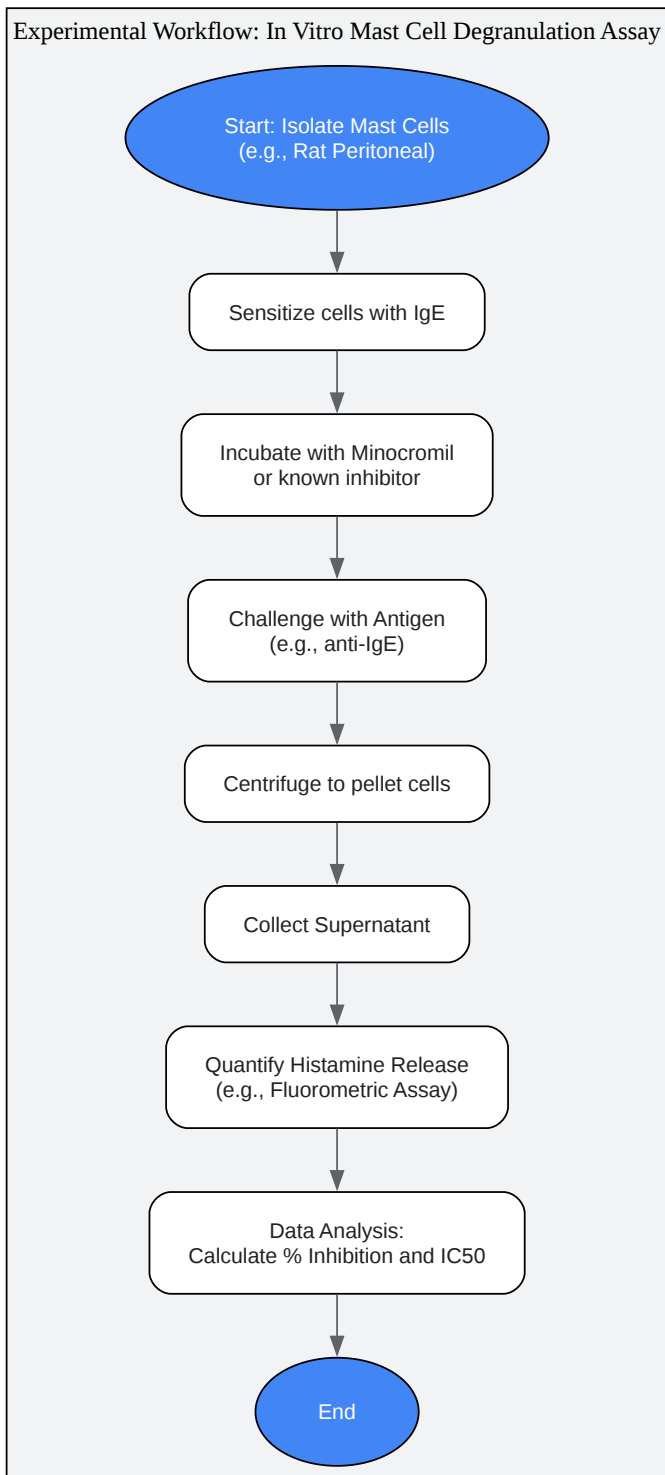 Experimental Workflow: In Vitro Mast Cell Degranulation Assay
Start: Isolate Mast Cells
(e.g., Rat Peritoneal)
Sensitize cells with IgE
Incubate with Minocromil
or known inhibitor
Challenge with Antigen
(e.g., anti-IgE)
Centrifuge to pellet cells
Collect Supernatant
Quantify Histamine Release
(e.g., Fluorometric Assay)
Data Analysis:
Calculate % Inhibition and IC50
End